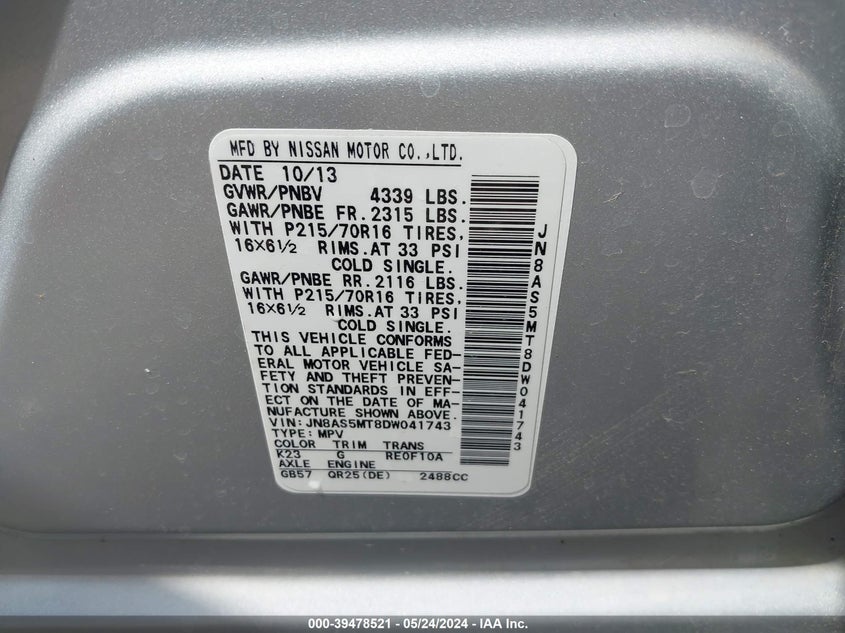 MFD BY NISSAN MOTOR CO.,LTD.
DATE 10/13
GVWR/PNBV 4339 LBS.
GAWR/PNBE FR.2315 LBS.
WITH P215/70R16 TIRES,
16×6½ RIMS.AT 33 PSI
COLD SINGLE.
GAWR/PNBE RR.2116 LBS.
WITH P215/70R16 TIRES,
16×6½ RIMS.AT 33 PSI
COLD SINGLE.
THIS VEHICLE CONFORMS
TO ALL APPLICABLE FED-
ERAL MOTOR VEHICLE SA-
FETY AND THEFT PREVEN-
TION STANDARDS IN EFF-
ECT ON THE DATE OF MA-
NUFACTURE SHOWN ABOVE.
VIN: JN8AS5MT8DW041743
TYPE: MPV
COLOR TRIM TRANS
K23 G RE0F10A
AXLE ENGINE
GB57 QR25(DE) 2488CC
JN8AS5MT8DW041743
000-39478521 - 05/24/2024 - IAA Inc.